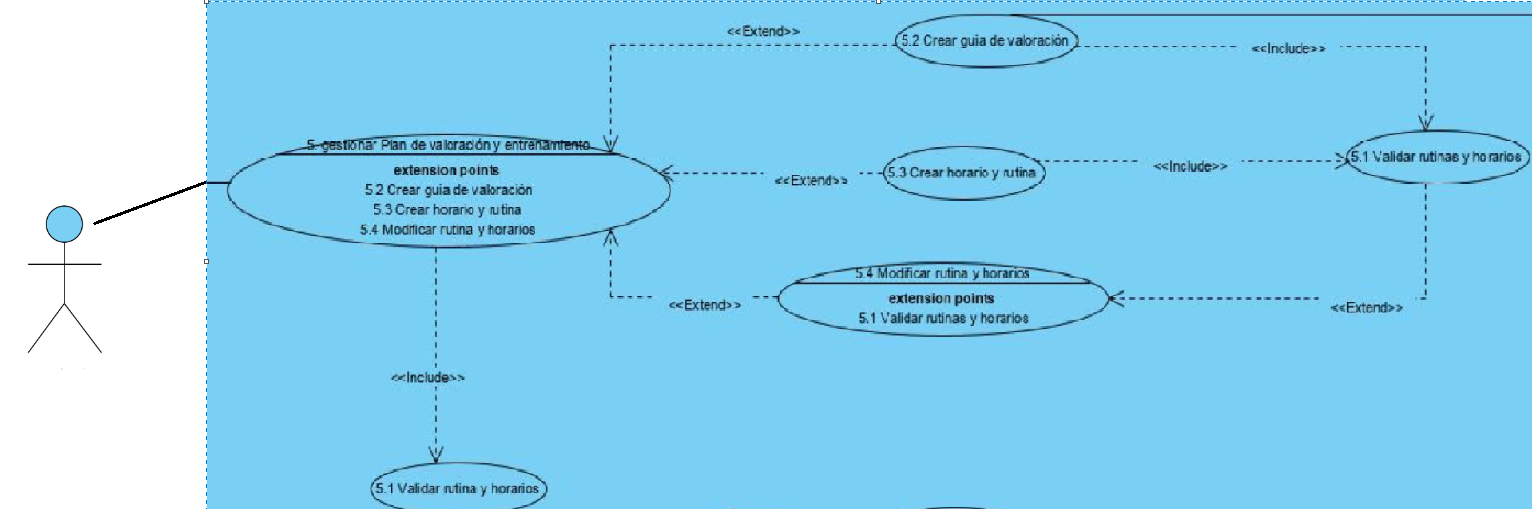 <<Extend>>
5.2 Crear guia de valoración
<<Include>>
5. gestionar Plan de valoración y entrenamiento
extension points
5.2 Crear guia de valoración
5.3 Crear horario y rutina
5.4 Modificar rutina y horarios
<<Extend>>
5.3 Crear horario y rutina
<<Include>>
5.1 Validar rutinas y horarios
5.4 Modificar rutina y horarios
extension points
5.1 Validar rutinas y horarios
<<Extend>>
<<Extend>>
<<Include>>
5.1 Validar rutina y horarios